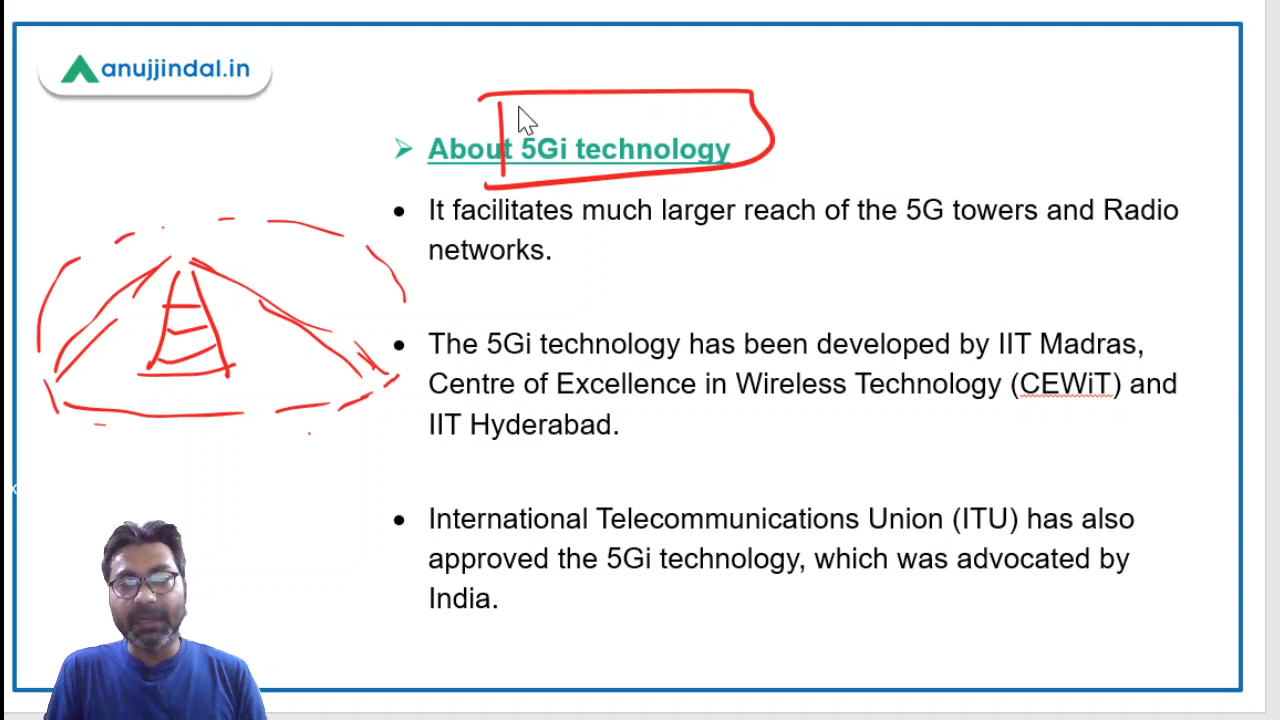 anujjindal.in
➢ About 5Gi technology
• It facilitates much larger reach of the 5G towers and Radio
networks.
• The 5Gi technology has been developed by IIT Madras,
Centre of Excellence in Wireless Technology (CEWiT) and
IIT Hyderabad.
• International Telecommunications Union (ITU) has also
approved the 5Gi technology, which was advocated by
India.